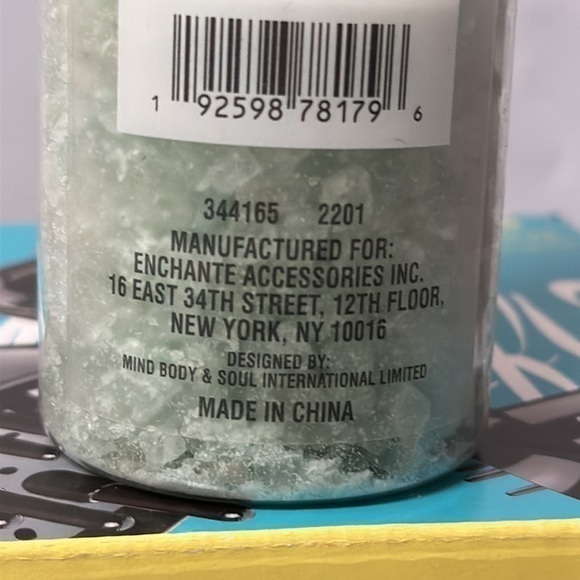 1 92598 78179 6
344165 2201
MANUFACTURED FOR:
ENCHANTE ACCESSORIES INC.
16 EAST 34TH STREET, 12TH FLOOR,
NEW YORK, NY 10016
DESIGNED BY:
MIND BODY & SOUL INTERNATIONAL LIMITED
MADE IN CHINA